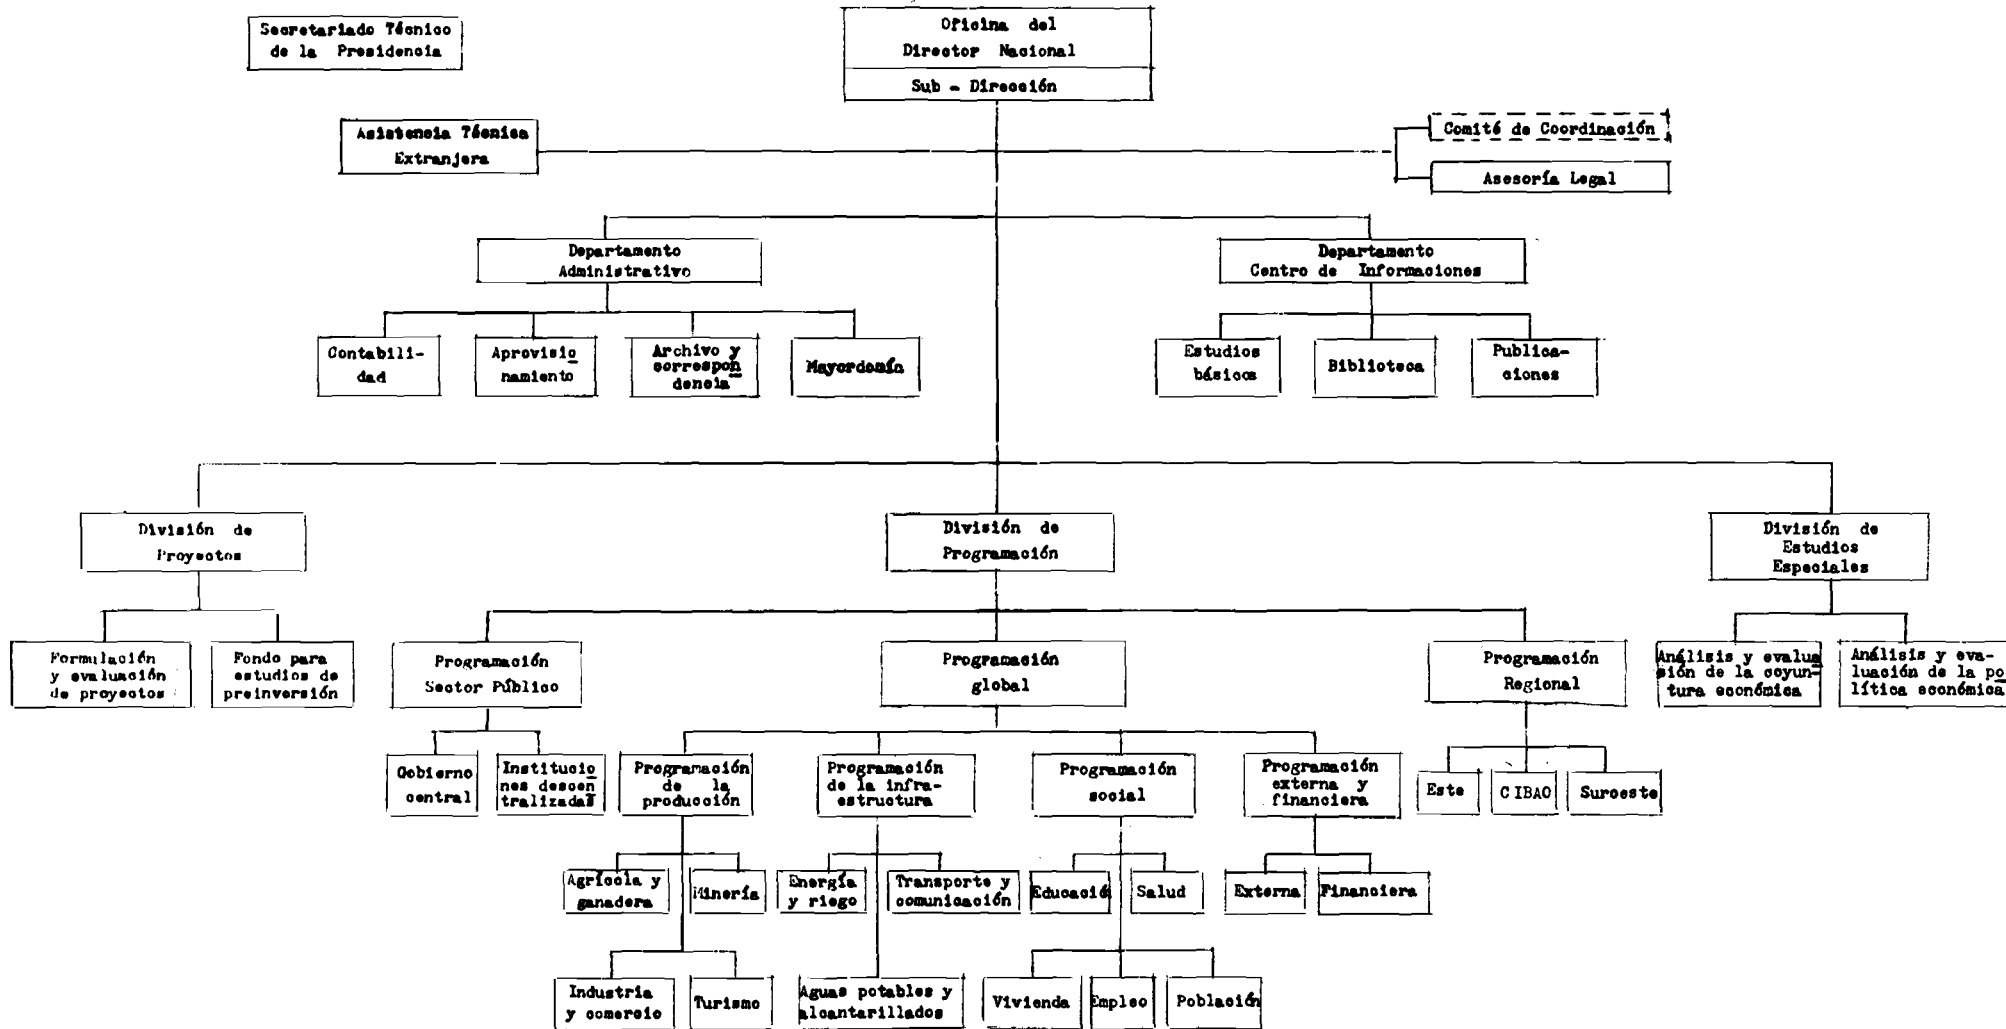 Secretariado Técnico
de la Presidencia
Oficina del
Director Nacional
Sub - Dirección
Asistencia Técnica
Extranjera
Comité de Coordinación
Asesoría Legal
Departamento
Administrativo
Departamento
Centro de Informaciones
Contabili-
dad
Aprovisio
namiento
Archivo y
correspon
dencia
Mayordomín
Estudios
básicos
Biblioteca
Publica-
ciones
División de
Proyectos
División de
Programación
División de
Estudios
Especiales
Formulación
y evaluación
de proyectos
Fondo para
estudios de
preinversión
Programación
Sector Público
Programación
global
Programación
Regional
Análisis y evalua
sión de la coyun-
tura económica
Análisis y eva-
luación de la po
lítica económica
Gobierno
central
Institucio
nes descen
tralizadas
Programación
de la
producción
Programación
de la infra-
estructura
Programación
social
Programación
externa y
financiera
Este
CIBAO
Suroeste
Agrícola y
ganadera
Minería
Energía
y riego
Transporte y
comunicación
Educació
Salud
Externa
Financiera
Industria
y comercio
Turismo
Aguas potables y
alcantarillados
Vivienda
Empleo
Población